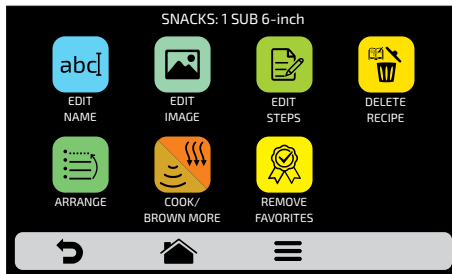 SNACKS: 1 SUB 6-inch
abc
EDIT
NAME
EDIT
IMAGE
EDIT
STEPS
DELETE
RECIPE
ARRANGE
COOK/
BROWN MORE
REMOVE
FAVORITES